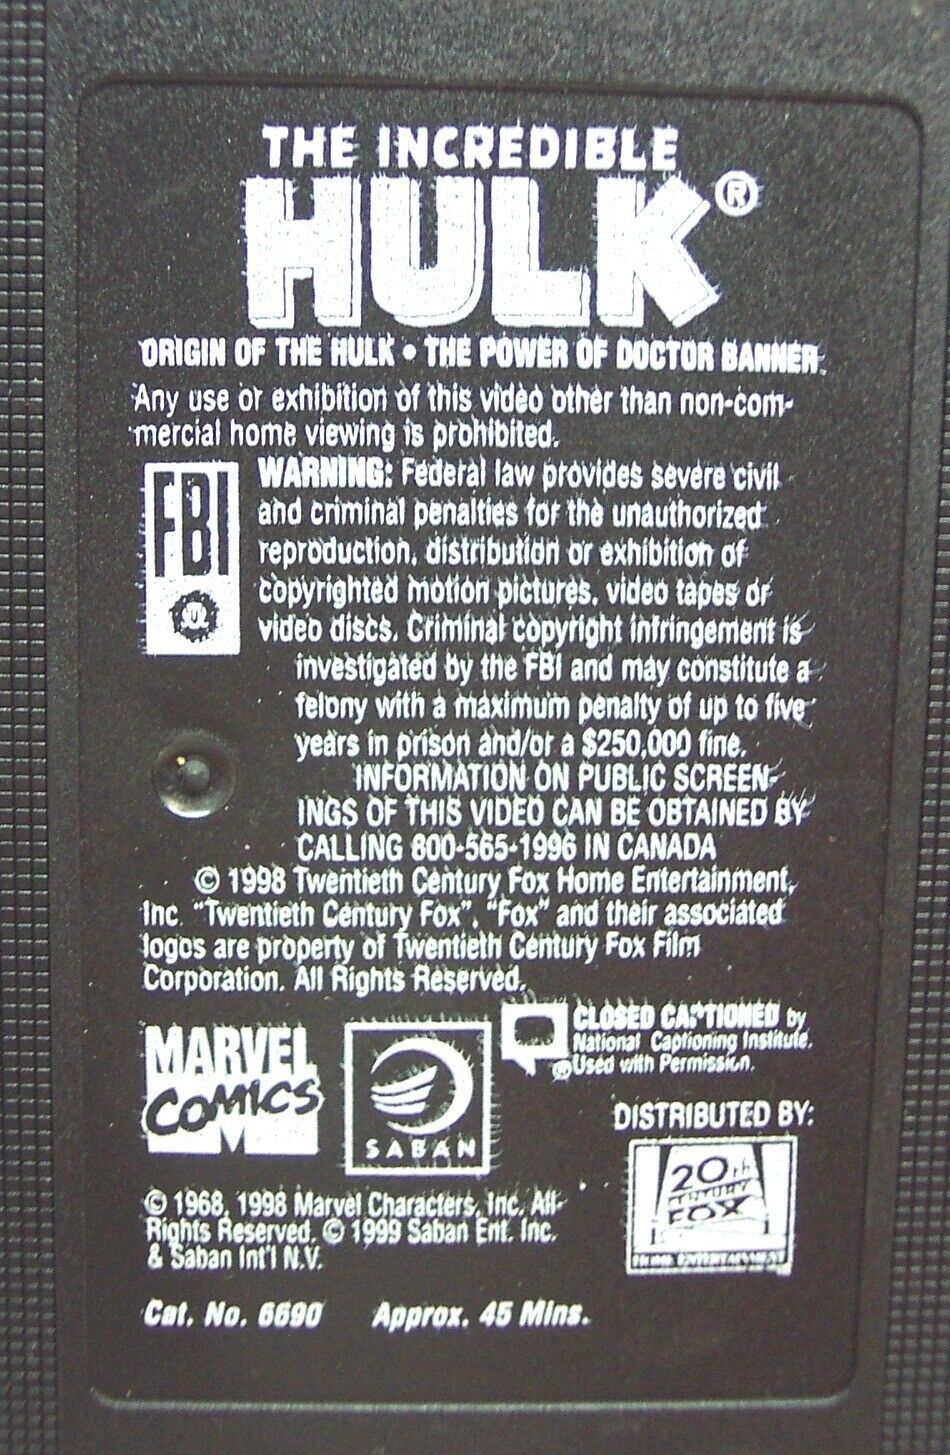 THE INCREDIBLE
HULK®
ORIGIN OF THE HULK • THE POWER OF DOCTOR BANNER
Any use or exhibition of this video other than non-com-
mercial home viewing is prohibited.
FBI
WARNING: Federal law provides severe civil
and criminal penalties for the unauthorized
reproduction, distribution or exhibition of
copyrighted motion pictures, video tapes or
video discs. Criminal copyright infringement is
investigated by the FBI and may constitute a
felony with a maximum penalty of up to five
years in prison and/or a $250,000 fine.
INFORMATION ON PUBLIC SCREEN-
INGS OF THIS VIDEO CAN BE OBTAINED BY
CALLING 800-565-1996 IN CANADA
© 1998 Twentieth Century Fox Home Entertainment,
Inc. "Twentieth Century Fox", "Fox" and their associated
logos are property of Twentieth Century Fox Film
Corporation. All Rights Reserved.
MARVEL
COMICS
SABAN
CLOSED CAPTIONED by
National Captioning Institute.
® Used with Permission.
DISTRIBUTED BY:
20th
CENTURY
FOX
HOME ENTERTAINMENT
© 1968, 1998 Marvel Characters, Inc. All
Rights Reserved. © 1999 Saban Ent. Inc.
& Saban Int'l N.V.
Cat. No. 6690 Approx. 45 Mins.